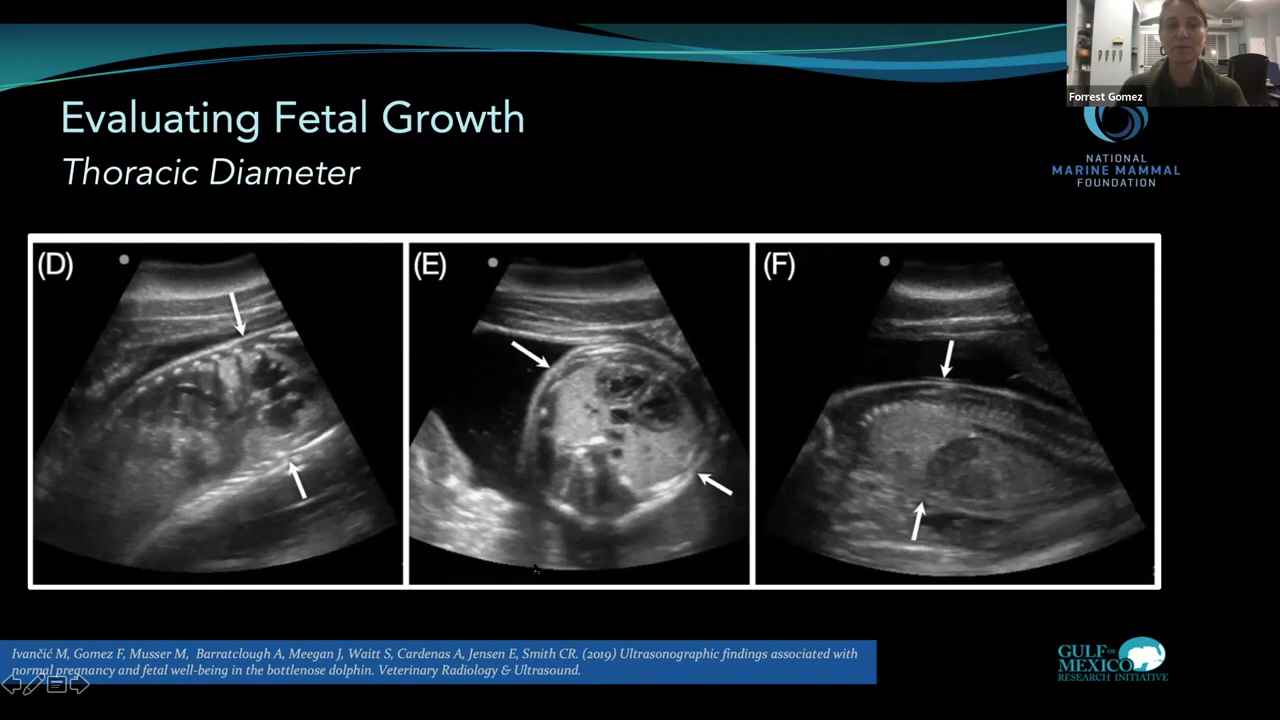 Forrest Gomez
Evaluating Fetal Growth
Thoracic Diameter
NATIONAL
MARINE MAMMAL
FOUNDATION
(D)
(E)
(F)
Ivančić M, Gomez F, Musser M, Barratclough A, Meegan J, Waitt S, Cardenas A, Jensen E, Smith CR. (2019) Ultrasonographic findings associated with
normal pregnancy and fetal well-being in the bottlenose dolphin. Veterinary Radiology & Ultrasound.
GULF OF
MEXICO
RESEARCH INITIATIVE